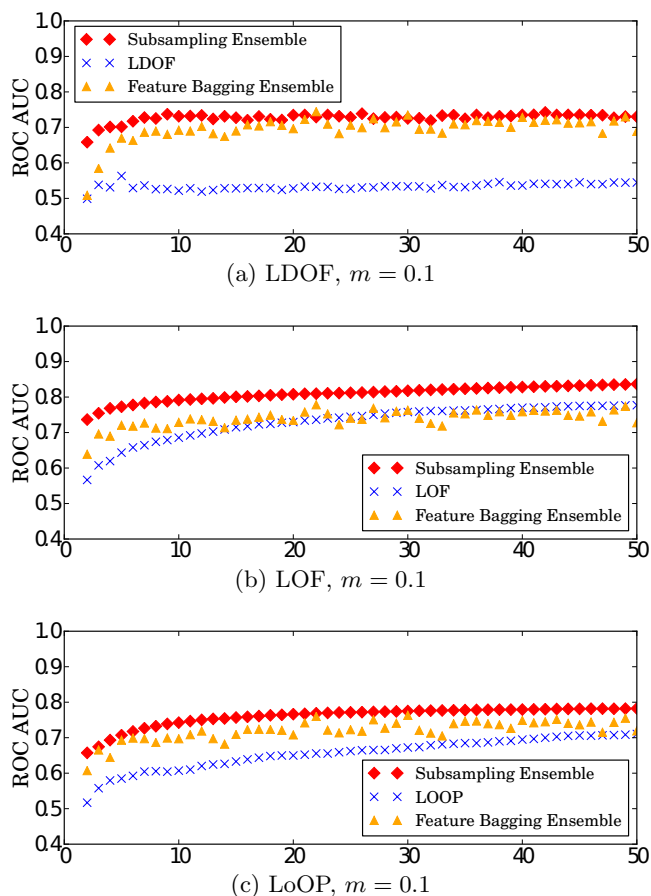 1.0
0.9
0.8
0.7
0.6
0.5
0.4
ROC AUC
Subsampling Ensemble
LDOF
Feature Bagging Ensemble
0 10 20 30 40 50
(a) LDOF, m = 0.1
1.0
0.9
0.8
0.7
0.6
0.5
0.4
ROC AUC
Subsampling Ensemble
LOF
Feature Bagging Ensemble
0 10 20 30 40 50
(b) LOF, m = 0.1
1.0
0.9
0.8
0.7
0.6
0.5
0.4
ROC AUC
Subsampling Ensemble
LOOP
Feature Bagging Ensemble
0 10 20 30 40 50
(c) LoOP, m = 0.1